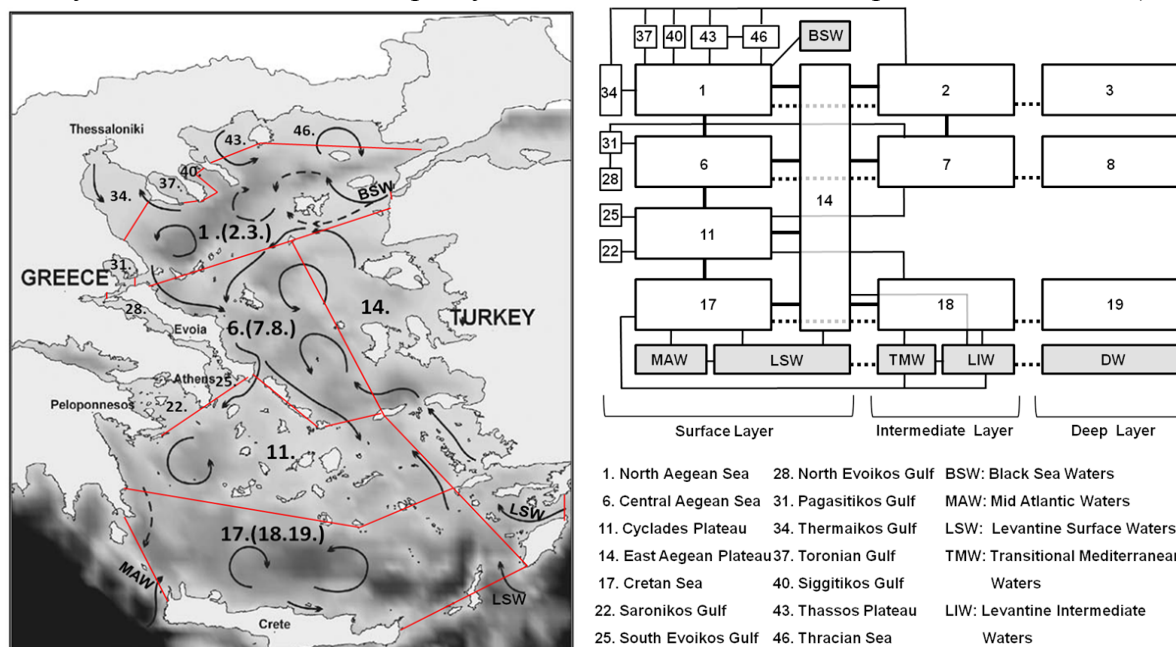 Thessaloniki
43.
46.
40.
37.
34.
BSW
1 .(2.3.)
GREECE
31.
28.
Evoia
6.(7.8.)
14.
TURKEY
Athens
25.
Peloponnesos
22.
11.
LSW
17.(18.19.)
MAW
LSW
Crete
37
40
43
46
BSW
34
1
2
3
31
6
7
8
28
14
25
11
22
17
18
19
MAW
LSW
TMW
LIW
DW
Surface Layer
Intermediate Layer
Deep Layer
1. North Aegean Sea
6. Central Aegean Sea
11. Cyclades Plateau
14. East Aegean Plateau
17. Cretan Sea
22. Saronikos Gulf
25. South Evoikos Gulf
28. North Evoikos Gulf
31. Pagasitikos Gulf
34. Thermaikos Gulf
37. Toronian Gulf
40. Siggitikos Gulf
43. Thassos Plateau
46. Thracian Sea
BSW: Black Sea Waters
MAW: Mid Atlantic Waters
LSW: Levantine Surface Waters
TMW: Transitional Mediterranean
Waters
LIW: Levantine Intermediate
Waters